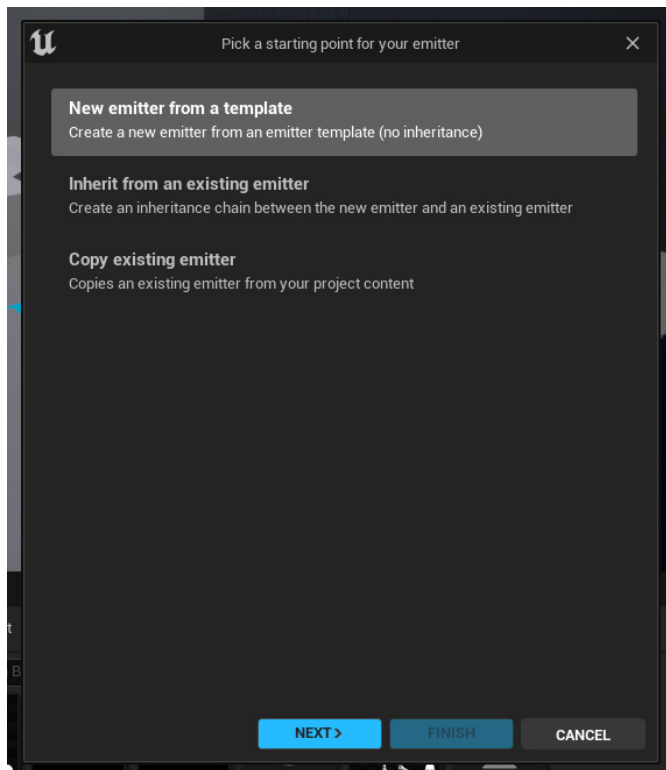 Pick a starting point for your emitter
New emitter from a template
Create a new emitter from an emitter template (no inheritance)
Inherit from an existing emitter
Create an inheritance chain between the new emitter and an existing emitter
Copy existing emitter
Copies an existing emitter from your project content
t
B
NEXT>
FINISH
CANCEL